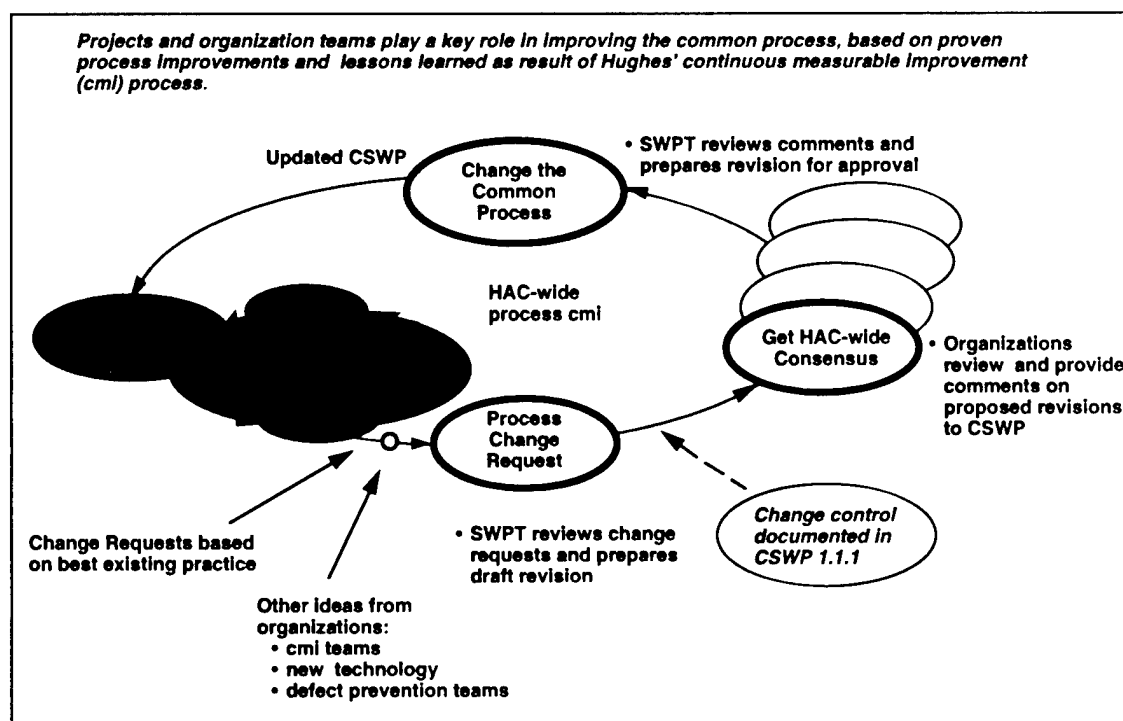 Projects and organization teams play a key role in improving the common process, based on proven
process improvements and lessons learned as result of Hughes' continuous measurable improvement
(cmi) process.
Updated CSWP
Change the
Common
Process
• SWPT reviews comments and
prepares revision for approval
HAC-wide
process cmi
Get HAC-wide
Consensus
• Organizations
review and provide
comments on
proposed revisions
to CSWP
Process
Change
Request
Change Requests based
on best existing practice
• SWPT reviews change
requests and prepares
draft revision
Change control
documented in
CSWP 1.1.1
Other ideas from
organizations:
• cmi teams
• new technology
• defect prevention teams